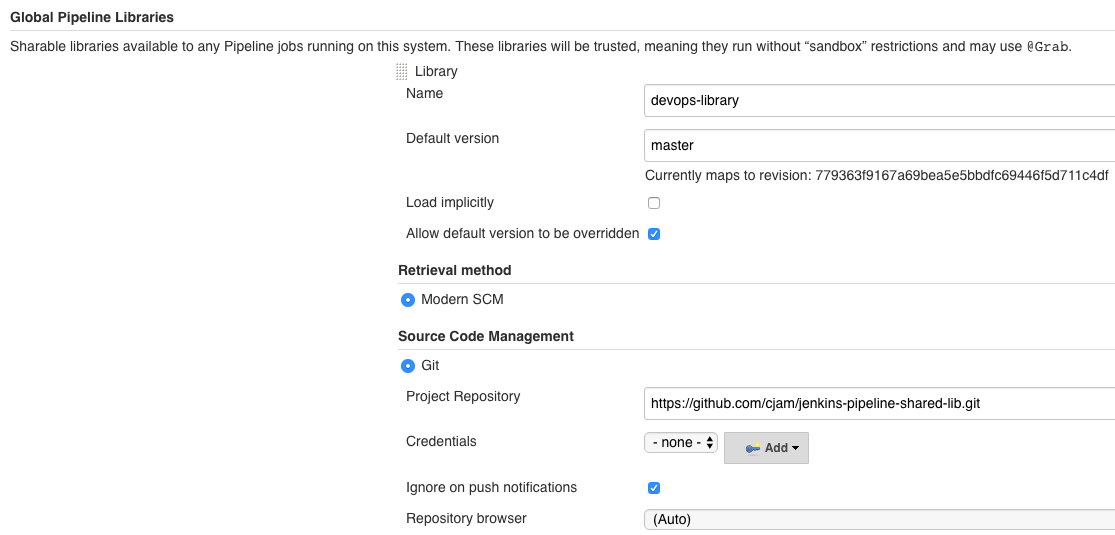 Global Pipeline Libraries
Sharable libraries available to any Pipeline jobs running on this system. These libraries will be trusted, meaning they run without “sandbox” restrictions and may use @Grab.
Library
Name
devops-library
Default version
master
Currently maps to revision: 779363f9167a69bea5e5bbdfc69446f5d711c4df
Load implicitly
Allow default version to be overridden
Retrieval method
Modern SCM
Source Code Management
Git
Project Repository
https://github.com/cjam/jenkins-pipeline-shared-lib.git
Credentials
- none -
Add
Ignore on push notifications
Repository browser
(Auto)